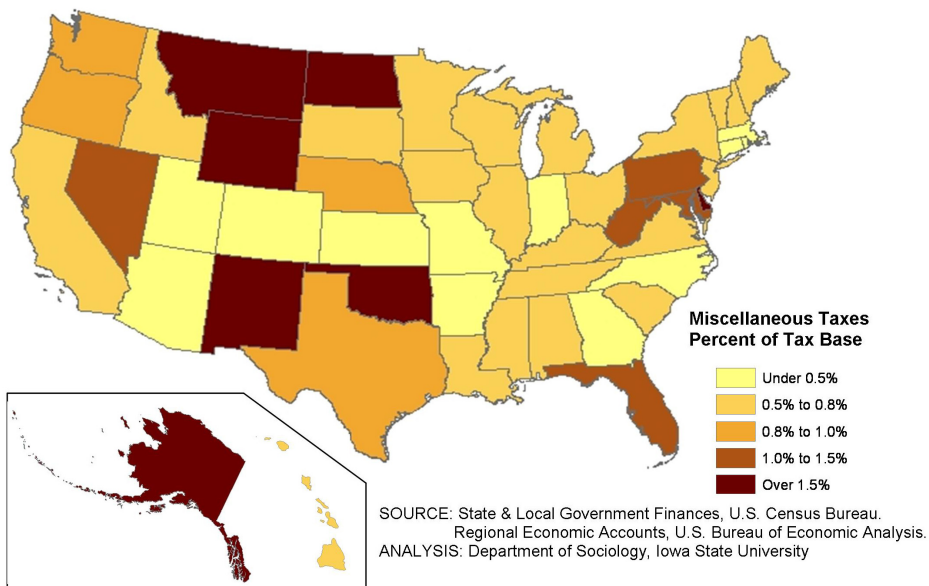 Miscellaneous Taxes
Percent of Tax Base
Under 0.5%
0.5% to 0.8%
0.8% to 1.0%
1.0% to 1.5%
Over 1.5%
SOURCE: State & Local Government Finances, U.S. Census Bureau.
Regional Economic Accounts, U.S. Bureau of Economic Analysis.
ANALYSIS: Department of Sociology, Iowa State University